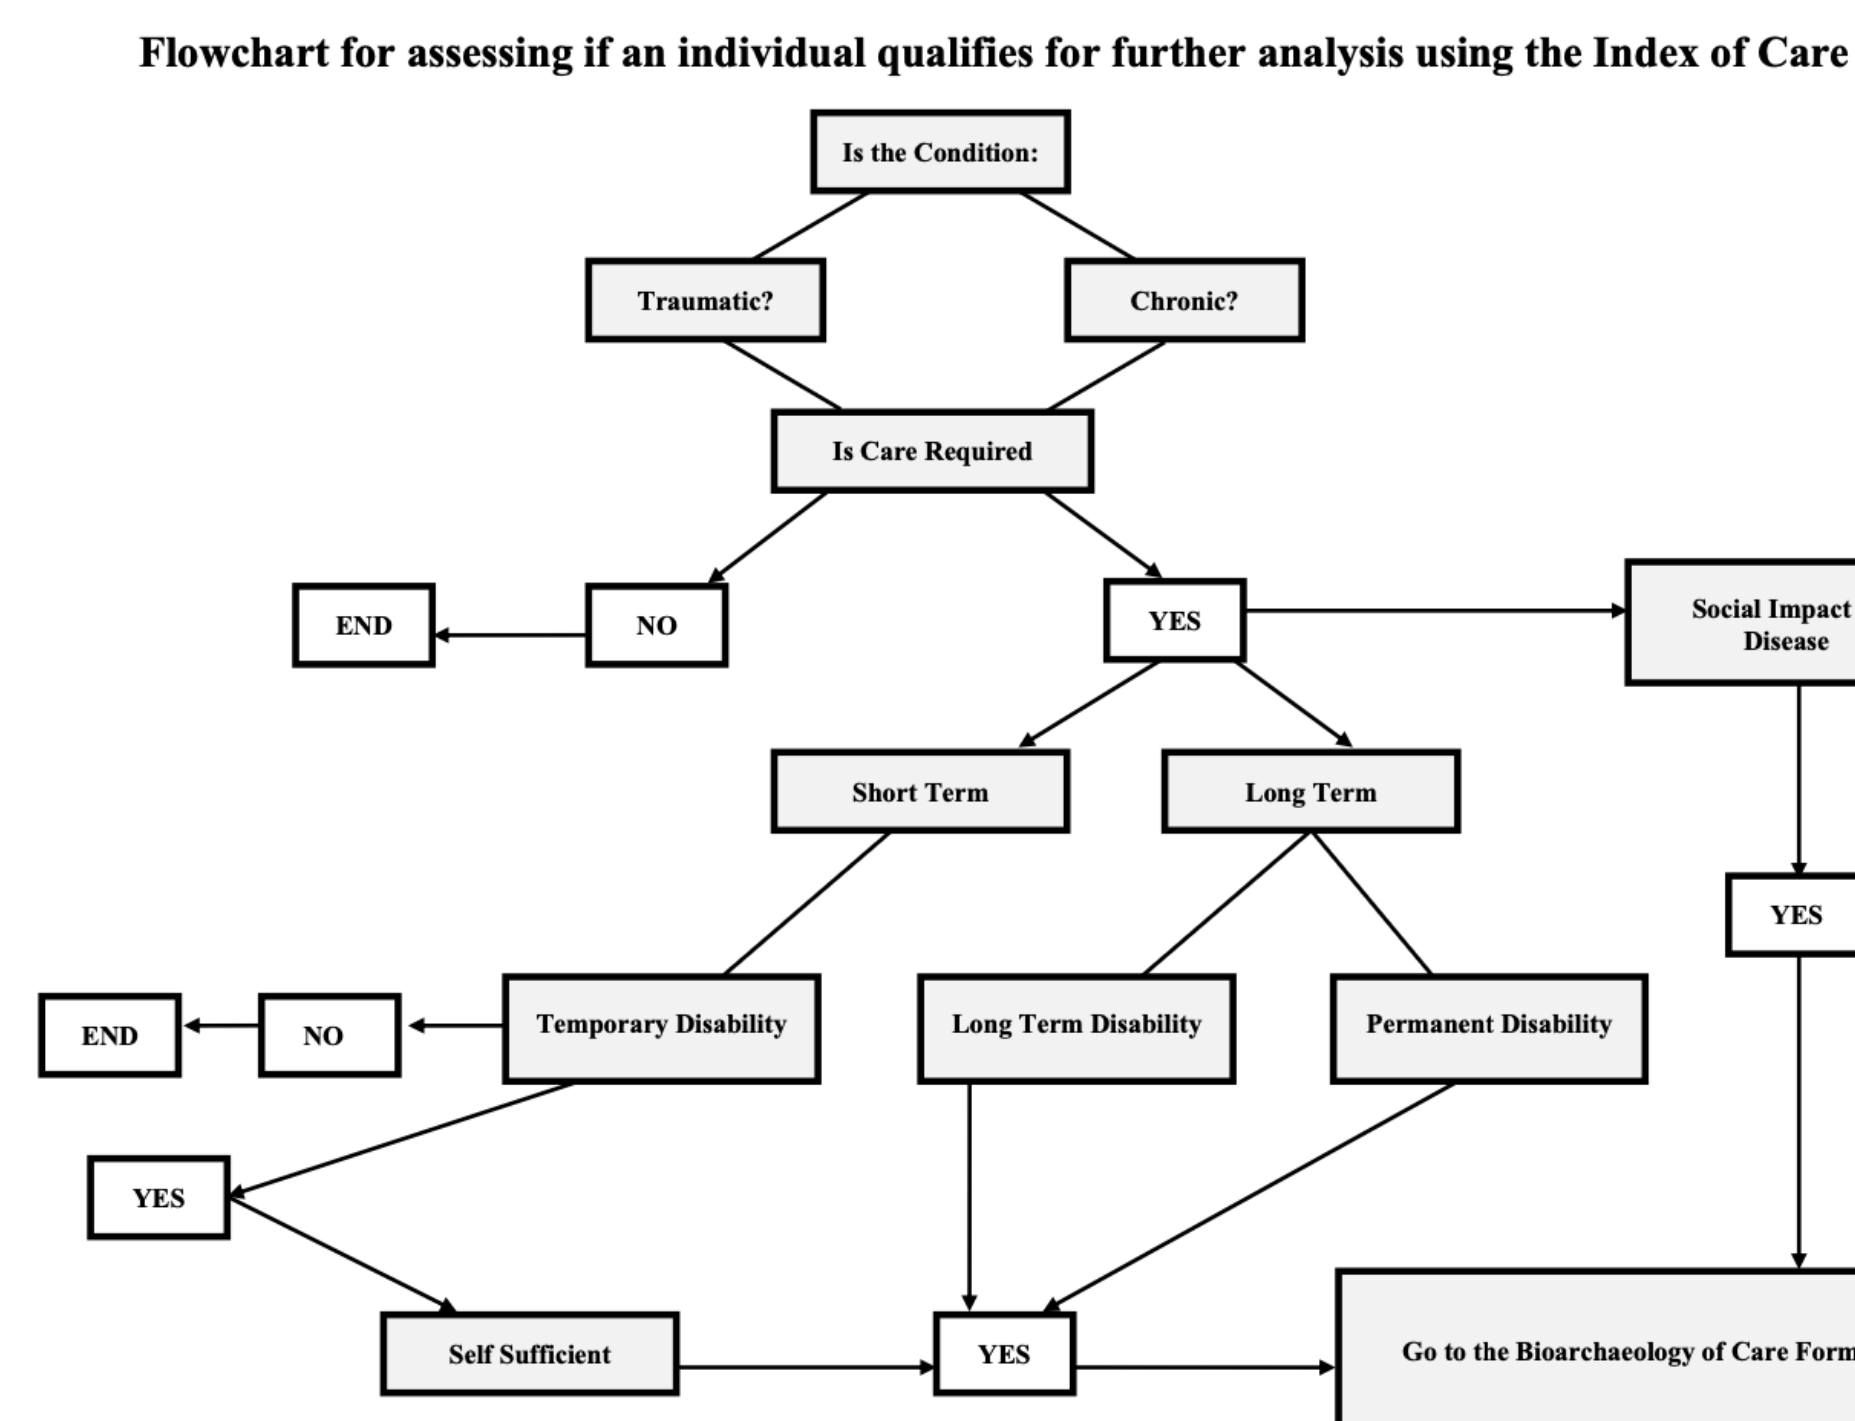 Flowchart for assessing if an individual qualifies for further analysis using the Index of Care
Is the Condition:
Traumatic?
Chronic?
Is Care Required
END
NO
YES
Social Impact
Disease
Short Term
Long Term
YES
END
NO
Temporary Disability
Long Term Disability
Permanent Disability
YES
Self Sufficient
YES
Go to the Bioarchaeology of Care Form